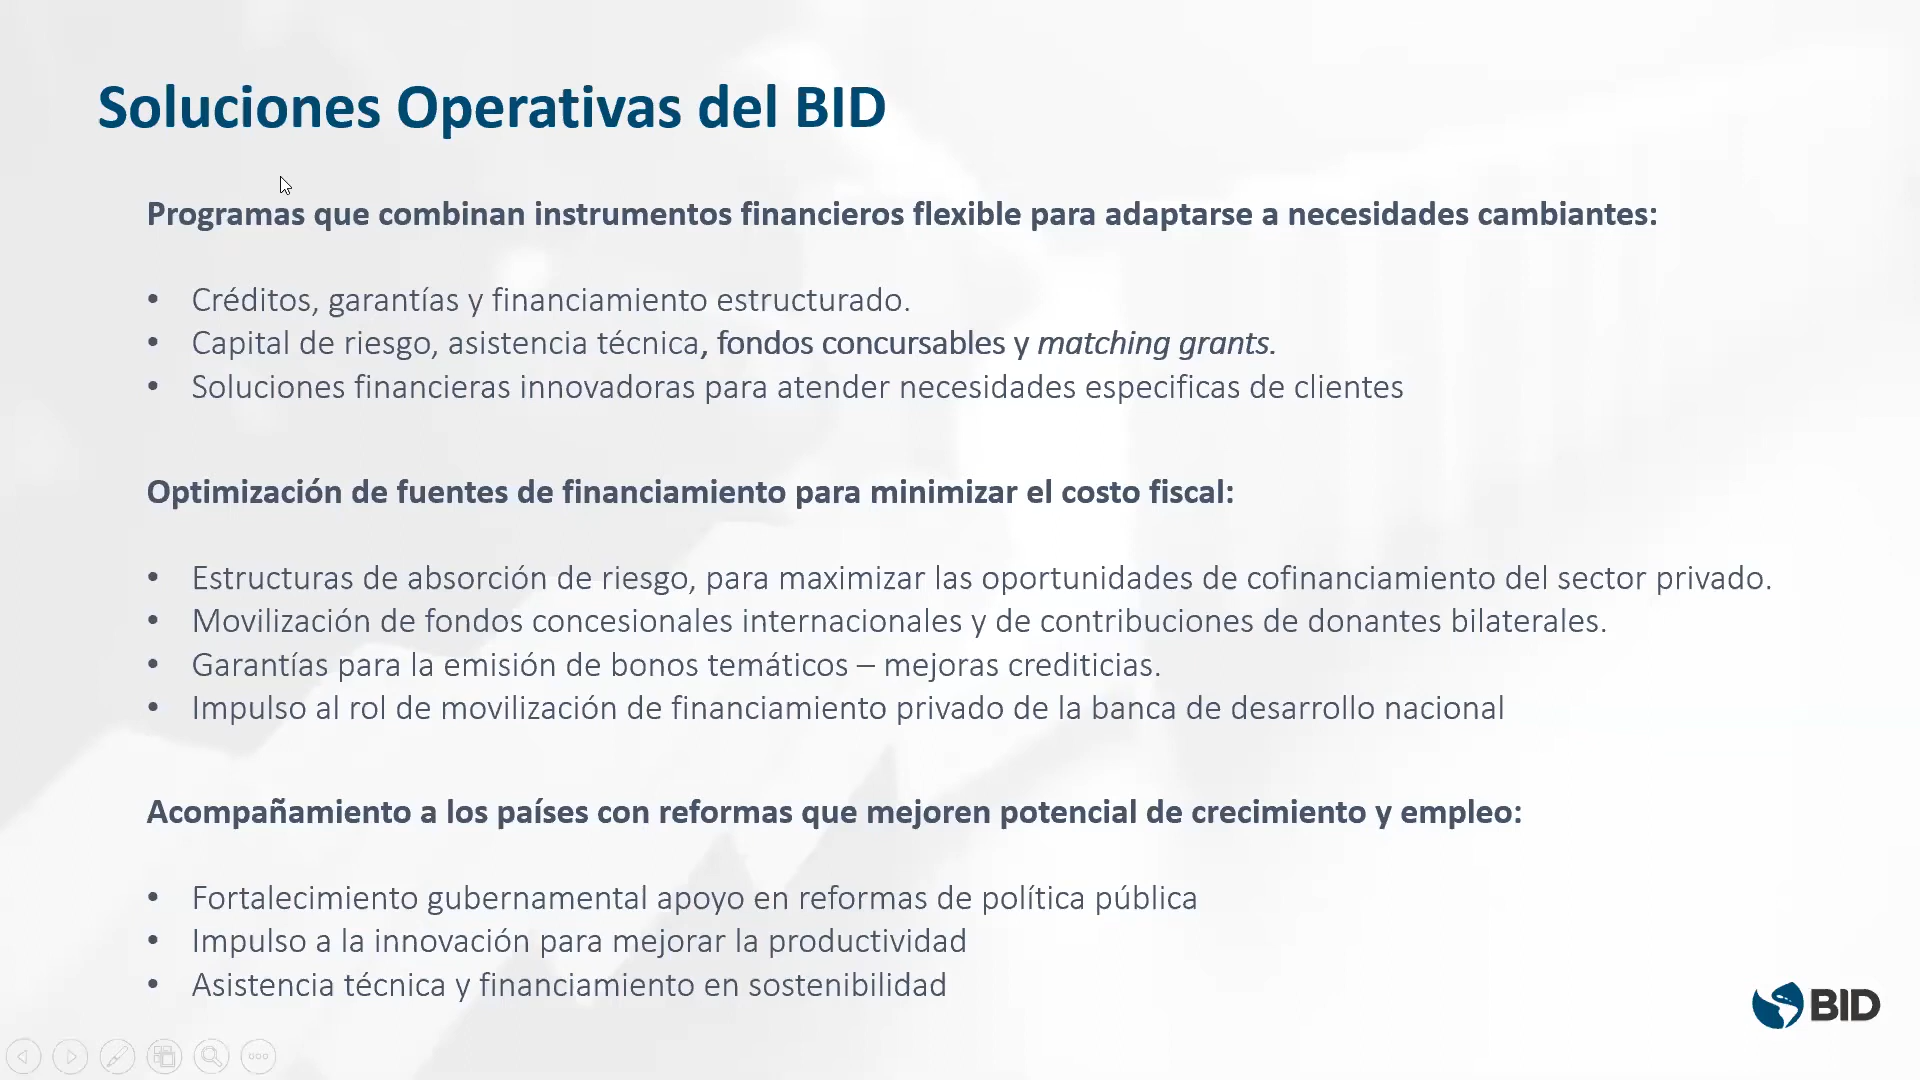 Soluciones Operativas del BID
Programas que combinan instrumentos financieros flexible para adaptarse a necesidades cambiantes:
• Créditos, garantías y financiamiento estructurado.
• Capital de riesgo, asistencia técnica, fondos concursables y matching grants.
• Soluciones financieras innovadoras para atender necesidades especificas de clientes
Optimización de fuentes de financiamiento para minimizar el costo fiscal:
• Estructuras de absorción de riesgo, para maximizar las oportunidades de cofinanciamiento del sector privado.
• Movilización de fondos concesionales internacionales y de contribuciones de donantes bilaterales.
• Garantías para la emisión de bonos temáticos – mejoras crediticias.
• Impulso al rol de movilización de financiamiento privado de la banca de desarrollo nacional
Acompañamiento a los países con reformas que mejoren potencial de crecimiento y empleo:
• Fortalecimiento gubernamental apoyo en reformas de política pública
• Impulso a la innovación para mejorar la productividad
• Asistencia técnica y financiamiento en sostenibilidad
BID